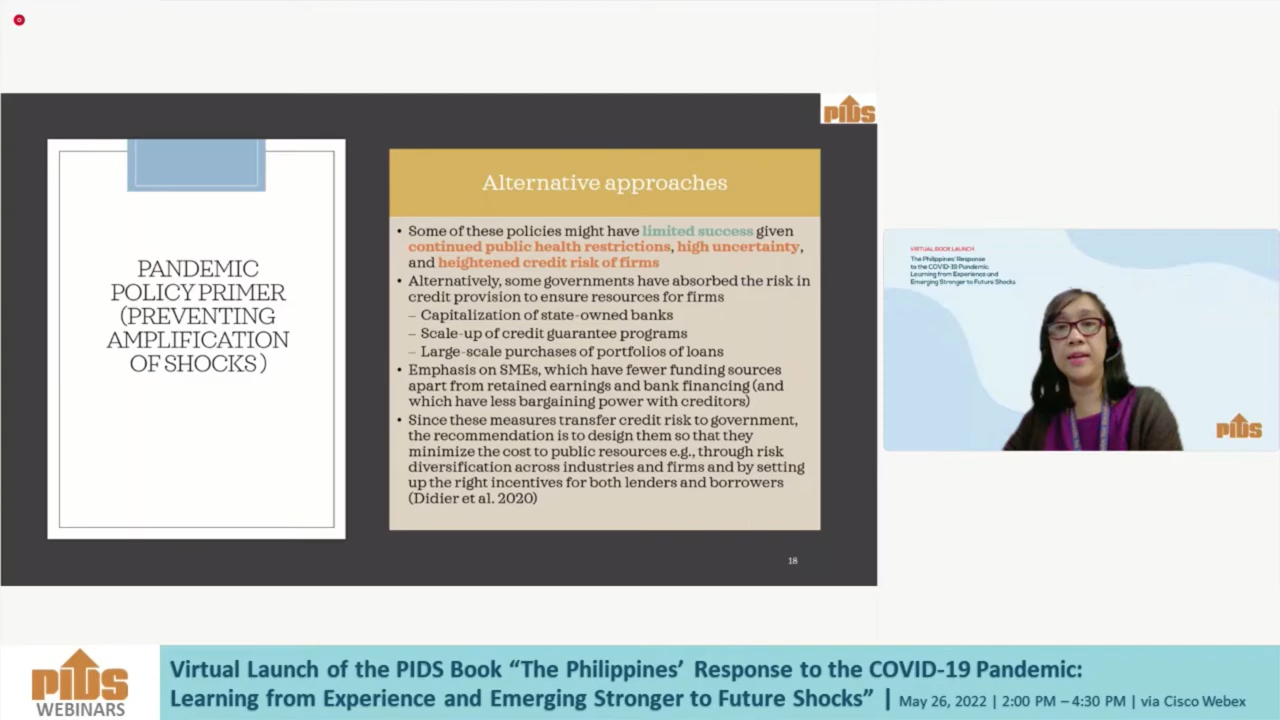 PIDS
PANDEMIC
POLICY PRIMER
(PREVENTING
AMPLIFICATION
OF SHOCKS )
Alternative approaches
• Some of these policies might have limited success given
continued public health restrictions, high uncertainty,
and heightened credit risk of firms
• Alternatively, some governments have absorbed the risk in
credit provision to ensure resources for firms
– Capitalization of state-owned banks
– Scale-up of credit guarantee programs
– Large-scale purchases of portfolios of loans
• Emphasis on SMEs, which have fewer funding sources
apart from retained earnings and bank financing (and
which have less bargaining power with creditors)
• Since these measures transfer credit risk to government,
the recommendation is to design them so that they
minimize the cost to public resources e.g., through risk
diversification across industries and firms and by setting
up the right incentives for both lenders and borrowers
(Didier et al. 2020)
18
VIRTUAL BOOK LAUNCH
The Philippines' Response
to the COVID-19 Pandemic:
Learning from Experience and
Emerging Stronger to Future Shocks
PIDS
PIDS
WEBINARS
Virtual Launch of the PIDS Book “The Philippines’ Response to the COVID-19 Pandemic:
Learning from Experience and Emerging Stronger to Future Shocks” | May 26, 2022 | 2:00 PM – 4:30 PM | via Cisco Webex